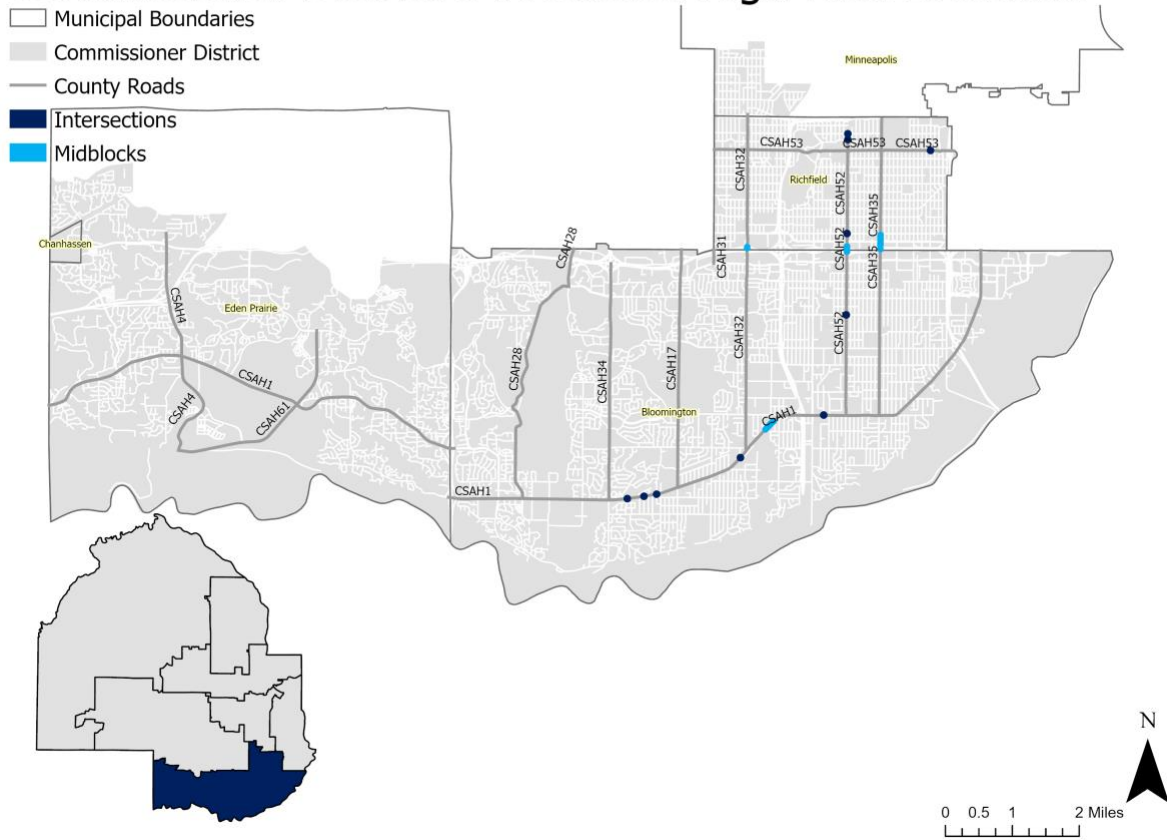 Municipal Boundaries
Commissioner District
County Roads
Intersections
Midblocks
Minneapolis
CSAH53
CSAH53
CSAH53
CSAH32
Richfield
CSAH52
CSAH35
Chanhassen
CSAH28
CSAH31
CSAH52
CSAH35
CSAH4
Eden Prairie
CSAH32
CSAH52
CSAH28
CSAH34
CSAH17
CSAH1
CSAH4
CSAH61
Bloomington
CSAH1
CSAH1
N
0 0.5 1 2 Miles